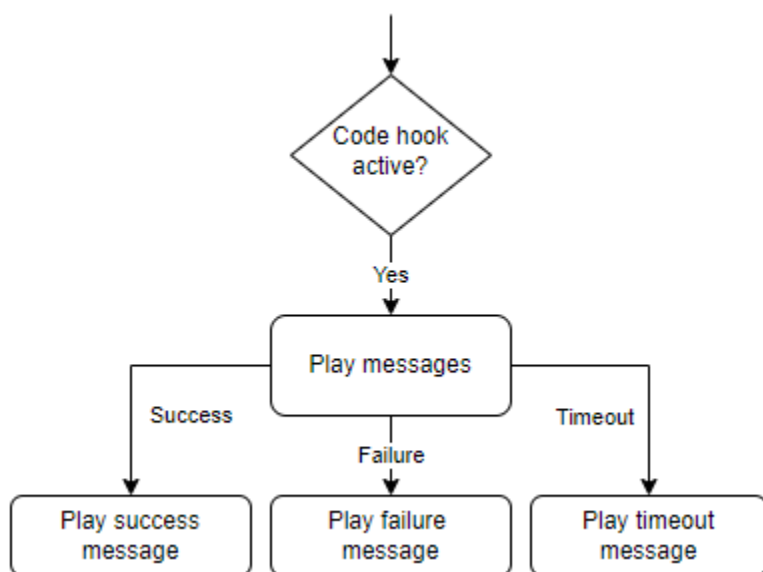 Code hook
active?
Yes
Play messages
Success
Failure
Timeout
Play success
message
Play failure
message
Play timeout
message